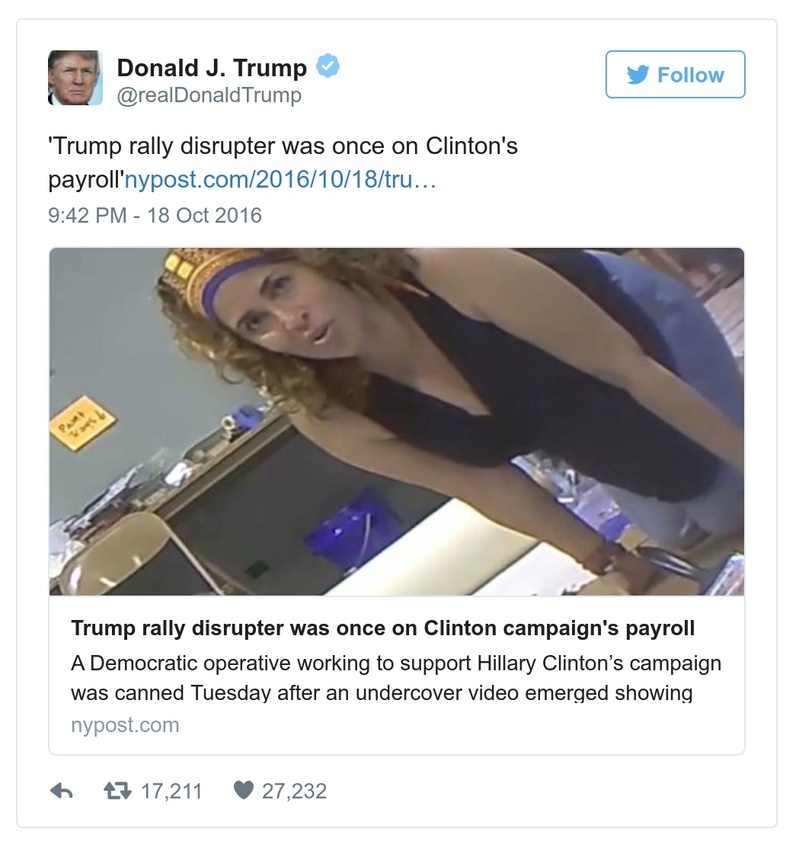 Donald J. Trump
@realDonaldTrump
Follow
'Trump rally disrupter was once on Clinton's
payroll'nypost.com/2016/10/18/tru…
9:42 PM - 18 Oct 2016
Trump rally disrupter was once on Clinton campaign's payroll
A Democratic operative working to support Hillary Clinton’s campaign
was canned Tuesday after an undercover video emerged showing
nypost.com
17,211
27,232